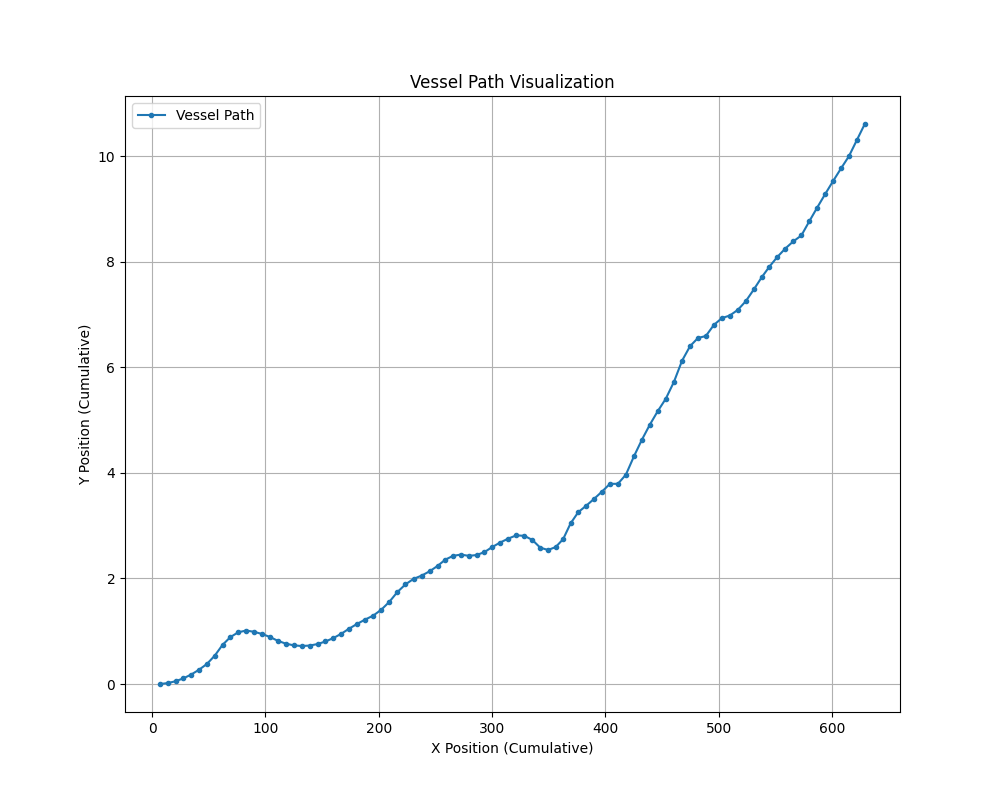 Vessel Path Visualization
Vessel Path
Y Position (Cumulative)
10
8
6
4
2
0
0 100 200 300 400 500 600
X Position (Cumulative)